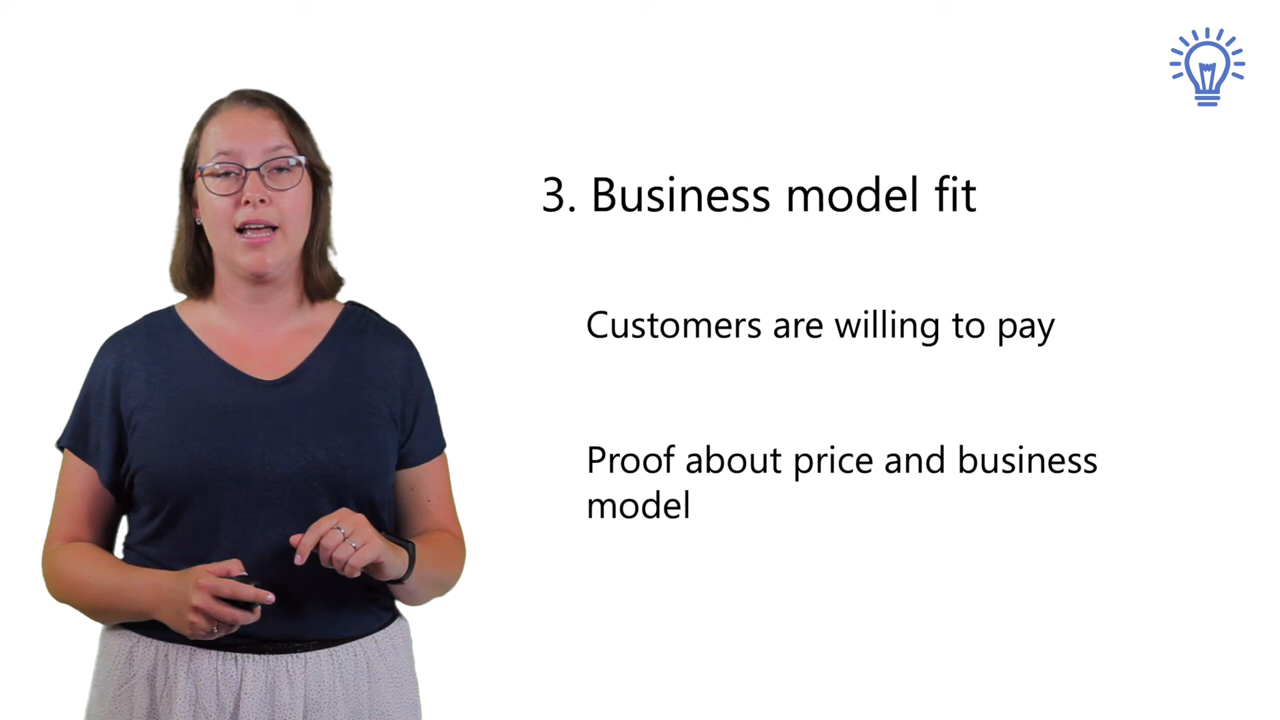 3. Business model fit
Customers are willing to pay
Proof about price and business
model